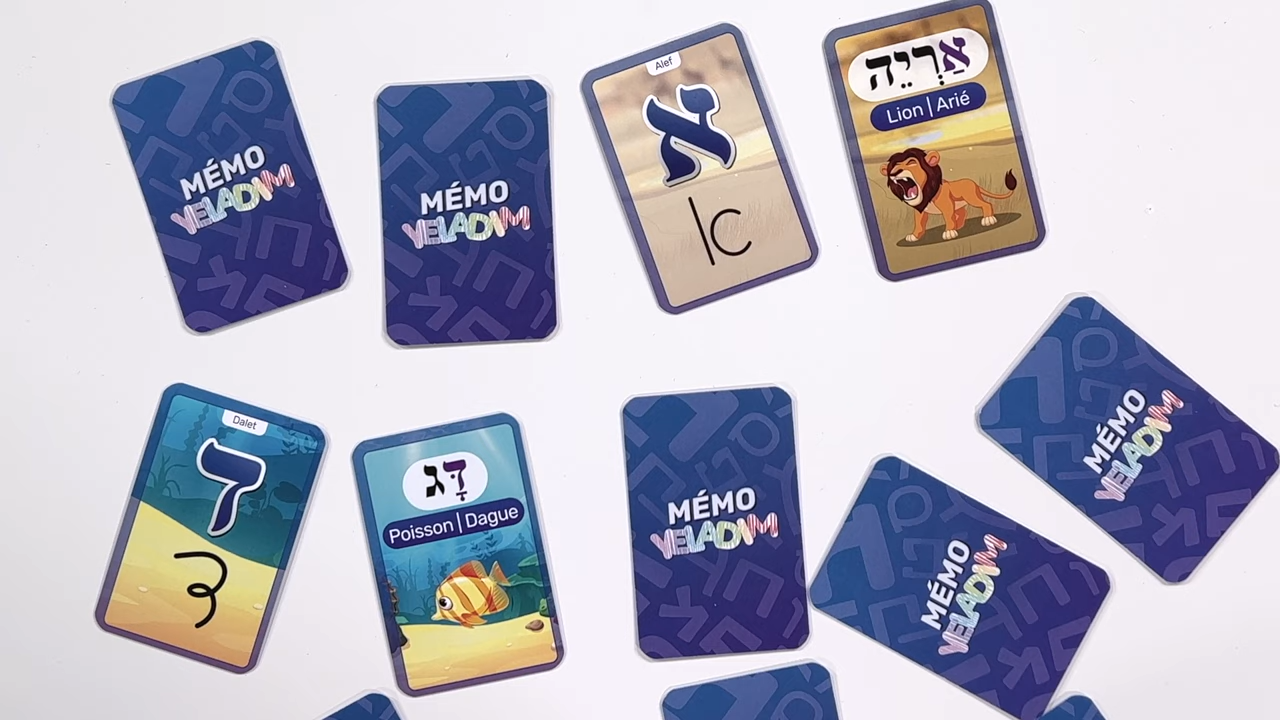 MÉMO
YELADIM
MÉMO
YELADIM
Alef
א
אַרְיֵה
Lion | Arié
Dalet
ד
דָּג
Poisson | Dague
MÉMO
YELADIM
MÉMO
YELADIM
MÉMO
YELADIM